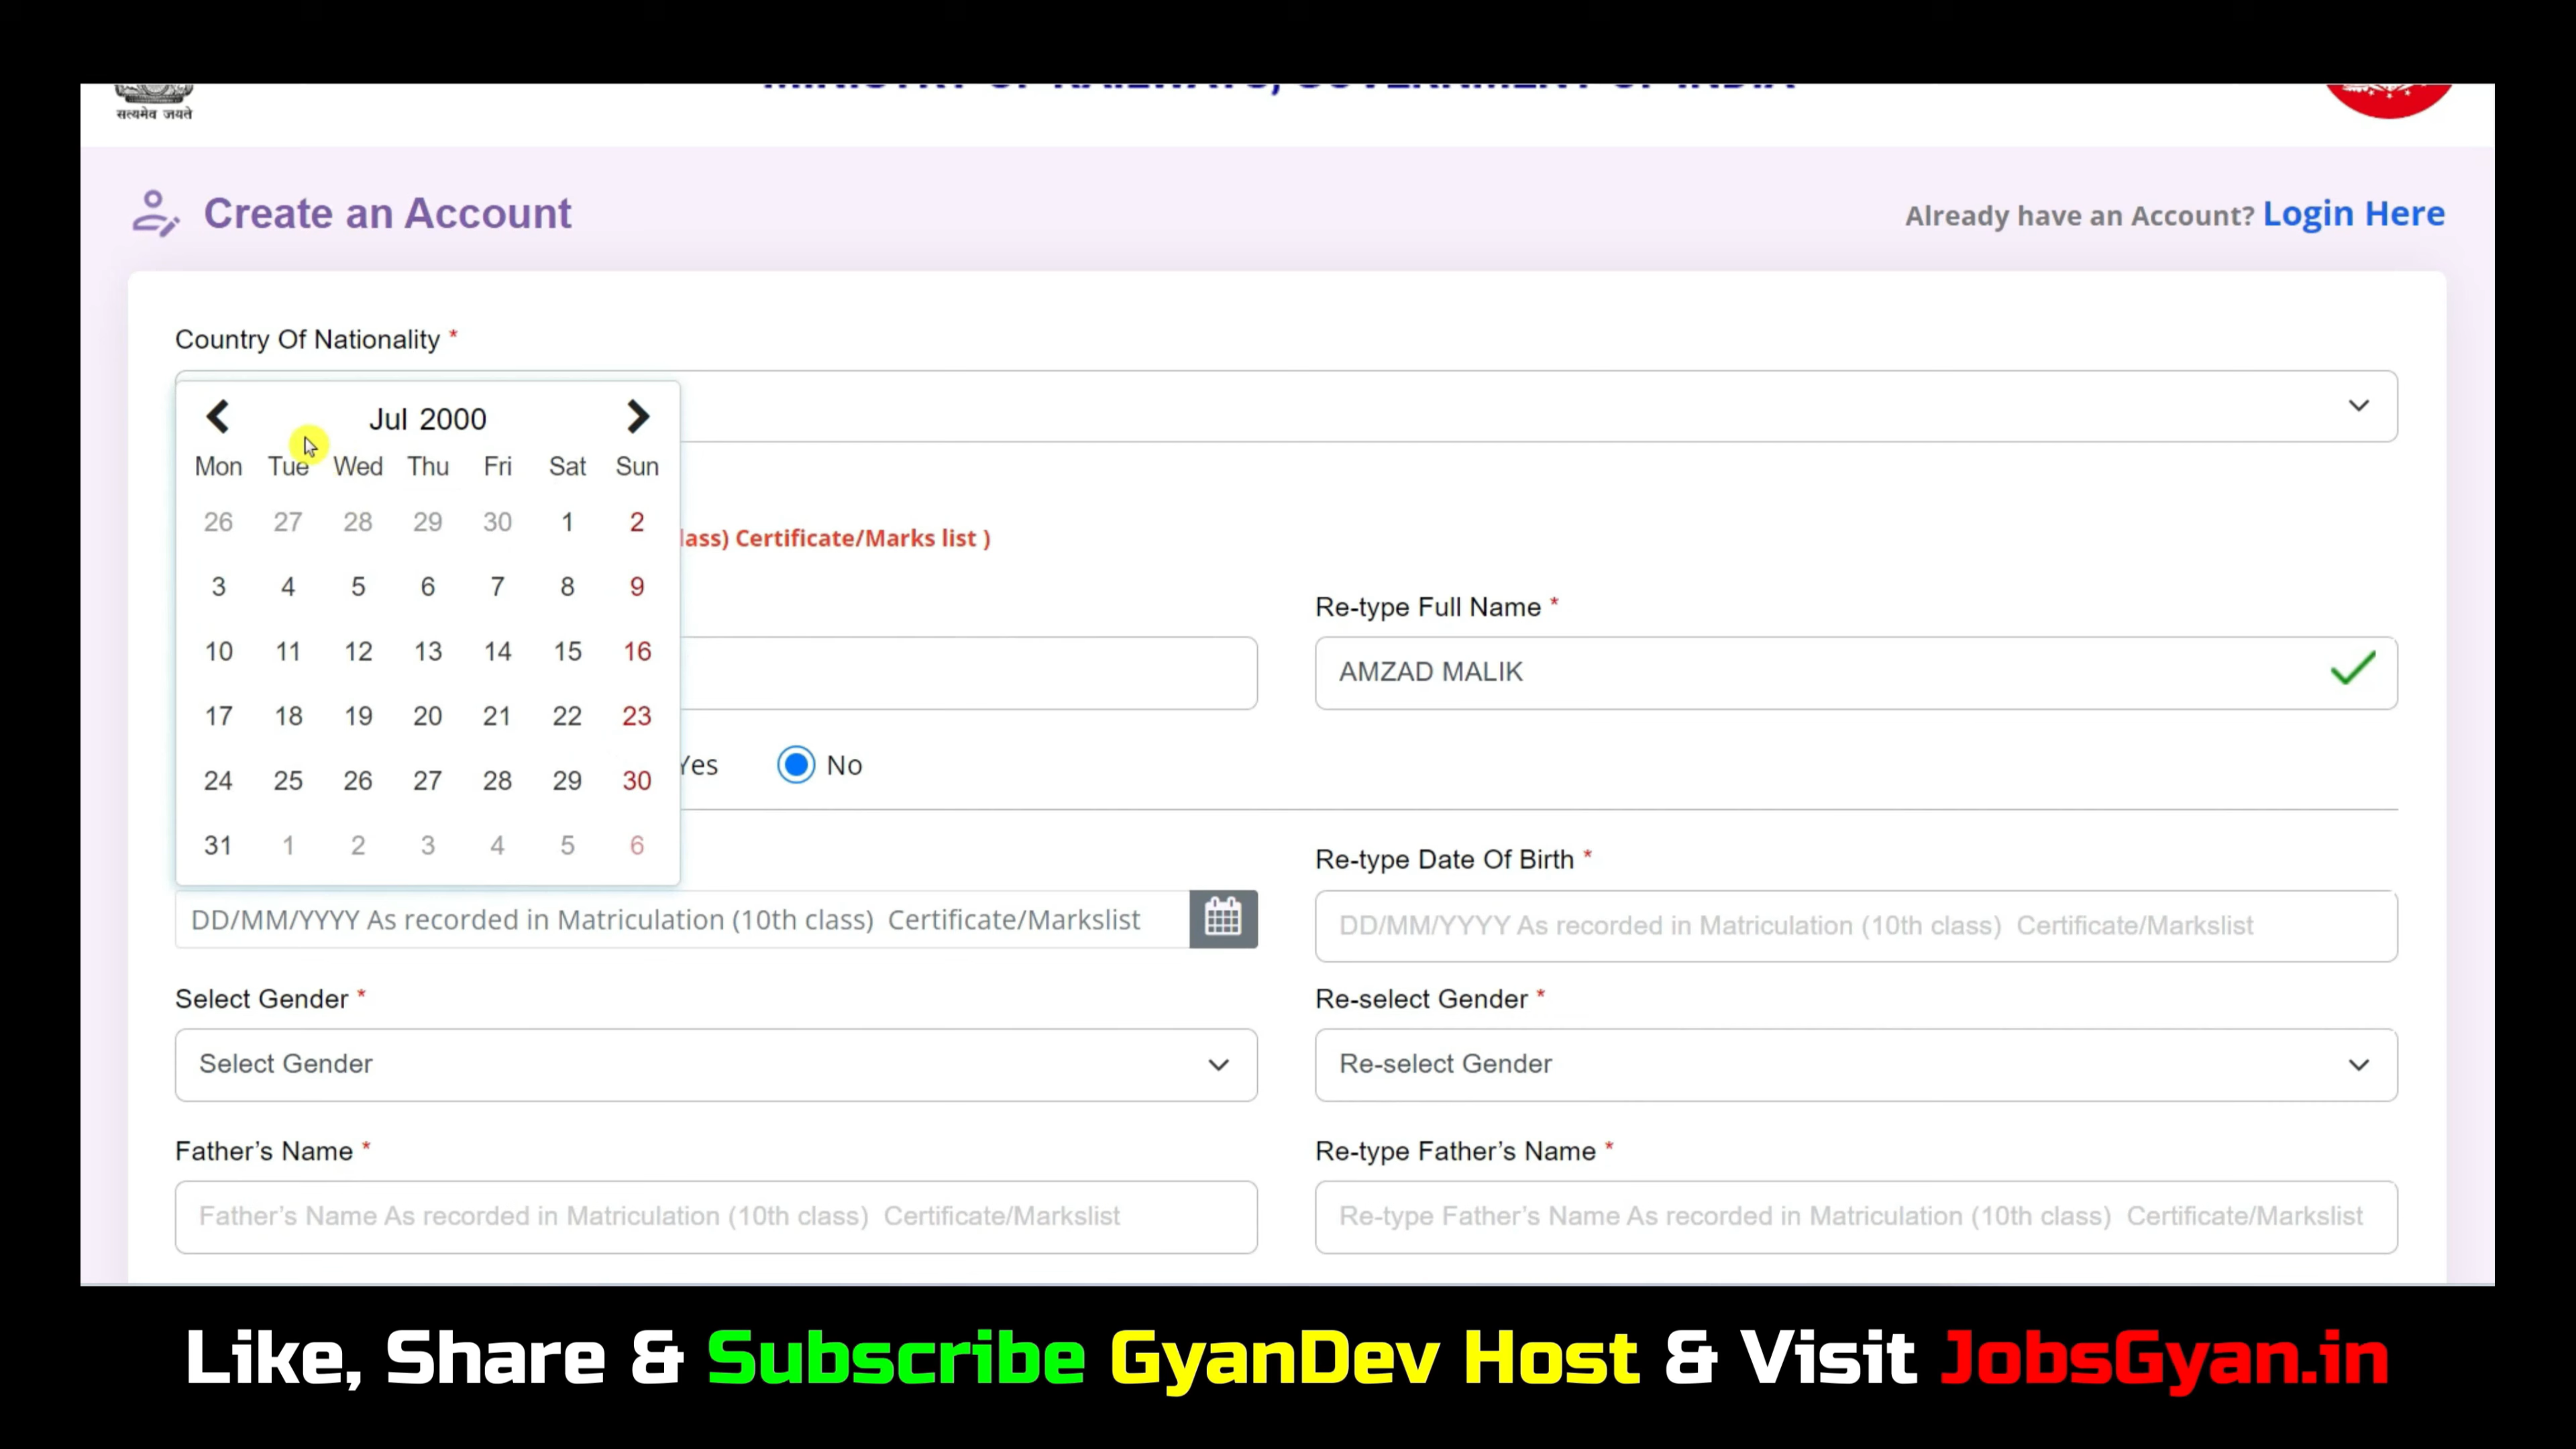 सत्यमेव जयते
MINISTRY OF RAILWAYS, GOVERNMENT OF INDIA
Create an Account
Already have an Account? Login Here
Country Of Nationality *
Jul 2000
Mon Tue Wed Thu Fri Sat Sun
26 27 28 29 30 1 2
3 4 5 6 7 8 9
10 11 12 13 14 15 16
17 18 19 20 21 22 23
24 25 26 27 28 29 30
31 1 2 3 4 5 6
lass) Certificate/Marks list )
Re-type Full Name *
AMZAD MALIK
Yes No
Re-type Date Of Birth *
DD/MM/YYYY As recorded in Matriculation (10th class) Certificate/Markslist
DD/MM/YYYY As recorded in Matriculation (10th class) Certificate/Markslist
Select Gender *
Re-select Gender *
Select Gender
Re-select Gender
Father’s Name *
Re-type Father’s Name *
Father’s Name As recorded in Matriculation (10th class) Certificate/Markslist
Re-type Father’s Name As recorded in Matriculation (10th class) Certificate/Markslist
Like, Share & Subscribe GyanDev Host & Visit JobsGyan.in